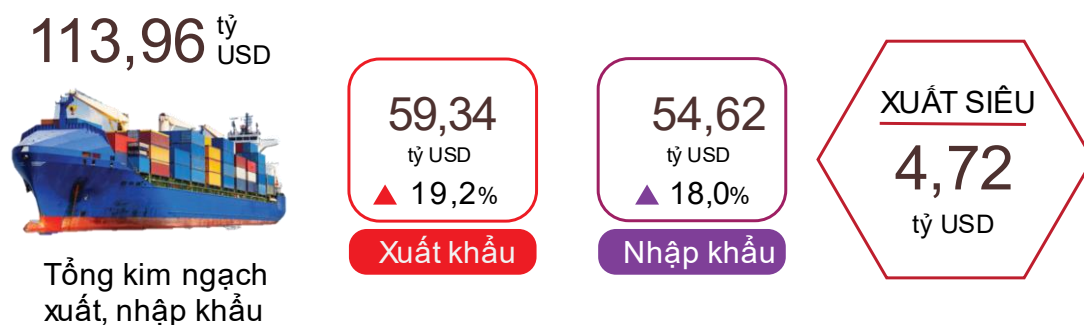 113,96 tỷ USD
Tổng kim ngạch
xuất, nhập khẩu
59,34
tỷ USD
▲ 19,2%
Xuất khẩu
54,62
tỷ USD
▲ 18,0%
Nhập khẩu
XUẤT SIÊU
4,72
tỷ USD